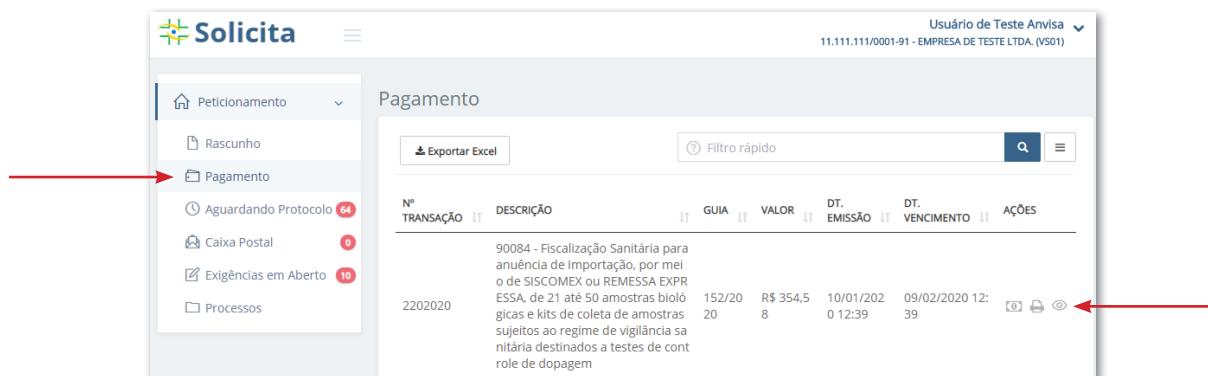 Solicita
Usuário de Teste Anvisa
11.111.111/0001-91 - EMPRESA DE TESTE LTDA. (VS01)
Peticionamento
Rascunho
Pagamento
Aguardando Protocolo 64
Caixa Postal 0
Exigências em Aberto 10
Processos
Pagamento
Exportar Excel
Filtro rápido
Nº
TRANSAÇÃO
DESCRIÇÃO
GUIA
VALOR
DT.
EMISSÃO
DT.
VENCIMENTO
AÇÕES
2202020
90084 - Fiscalização Sanitária para
anuência de Importação, por mei
o de SISCOMEX ou REMESSA EXPR
ESSA, de 21 até 50 amostras bioló
gicas e kits de coleta de amostras
sujeitos ao regime de vigilância sa
nitária destinados a testes de cont
role de dopagem
152/20
20
R$ 354,5
8
10/01/202
0 12:39
09/02/2020 12:
39